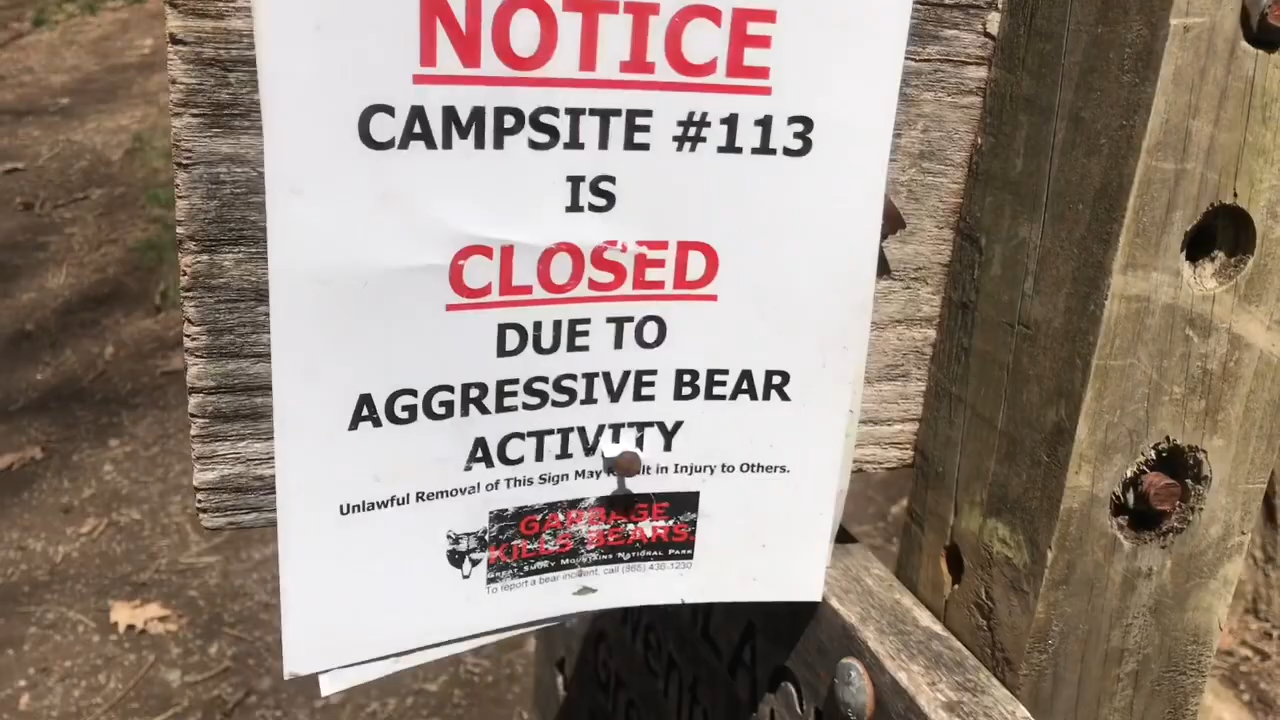 NOTICE
CAMPSITE #113
IS
CLOSED
DUE TO
AGGRESSIVE BEAR
ACTIVITY
Unlawful Removal of This Sign May Result in Injury to Others.
GARBAGE
KILLS BEARS.
GREAT SMOKY MOUNTAINS NATIONAL PARK
To report a bear incident, call (865) 436-1230